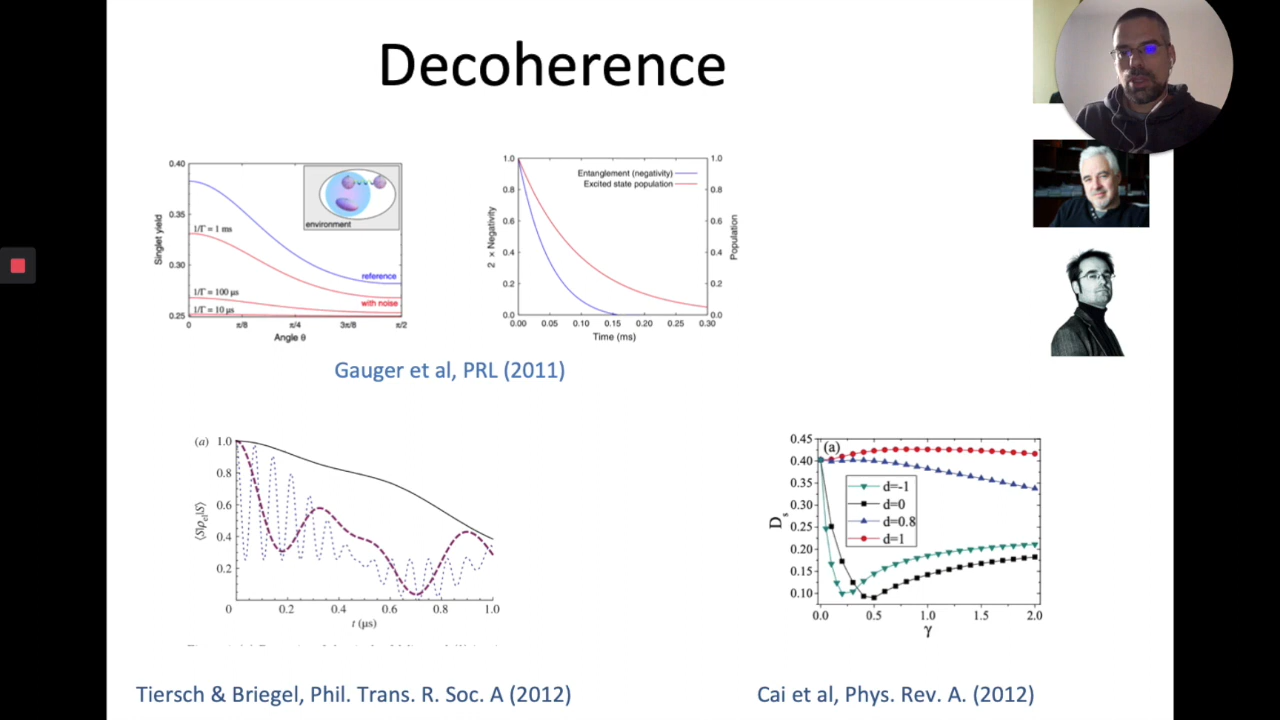 Decoherence
0.40
0.35
0.30
0.25
Singlet yield
1/Γ = 1 ms
1/Γ = 100 µs
1/Γ = 10 µs
environment
reference
with noise
0 π/8 π/4 3π/8 π/2
Angle θ
1.0
0.8
0.6
0.4
0.2
0.0
2 × Negativity
Entanglement (negativity)
Excited state population
1.0
0.8
0.6
0.4
0.2
0.0
Population
0.00 0.05 0.10 0.15 0.20 0.25 0.30
Time (ms)
Gauger et al, PRL (2011)
(a)
1.0
0.8
0.6
0.4
0.2
⟨S|ρel|S⟩
0 0.2 0.4 0.6 0.8 1.0
t (µs)
0.45
0.40
0.35
0.30
0.25
0.20
0.15
0.10
Ds
(a)
d=-1
d=0
d=0.8
d=1
0.0 0.5 1.0 1.5 2.0
γ
Tiersch & Briegel, Phil. Trans. R. Soc. A (2012)
Cai et al, Phys. Rev. A. (2012)